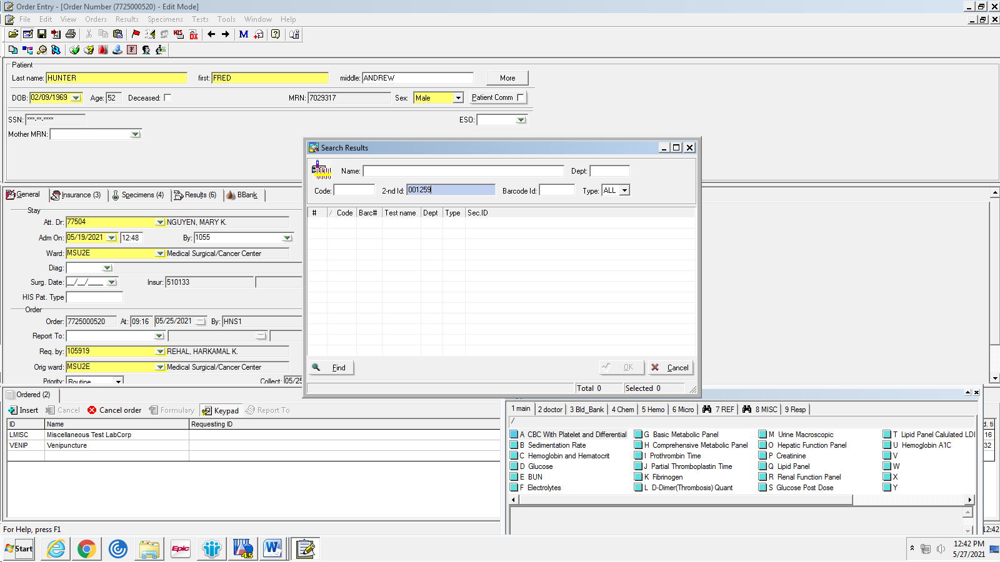 Order Entry - [Order Number (7725000520) - Edit Mode]
File Edit View Orders Results Specimens Tests Tools Window Help
HIS DX M F
Patient
Last name: HUNTER first: FRED middle: ANDREW More
DOB: 02/09/1969 Age: 52 Deceased: MRN: 7029317 Sex: Male Patient Comm
SSN: ***-**-**** ESO:
Mother MRN:
Search Results
Name: Dept:
Code: 2-nd Id: 001259 Barcode Id: Type: ALL
# / Code Barc# Test name Dept Type Sec.ID
Find OK Cancel
Total 0 Selected 0
General Insurance (3) Specimens (4) Results (6) BBank
Stay
Att. Dr: 77504 NGUYEN, MARY K.
Adm On: 05/19/2021 12:48 By: 1055
Ward: MSU2E Medical Surgical/Cancer Center
Diag:
Surg. Date: __/__/____ Insur: 510133
HIS Pat. Type
Order
Order: 7725000520 At: 09:16 05/25/2021 By: HNS1
Report To:
Req. by: 105919 REHAL, HARKAMAL K.
Orig ward: MSU2E Medical Surgical/Cancer Center
Priority: Routine Collect: 05/25
Ordered (2)
Insert Cancel Cancel order Formulary Keypad Report To
ID Name Requesting ID
LMISC Miscellaneous Test LabCorp
VENIP Venipuncture
1 main 2 doctor 3 Bld_Bank 4 Chem 5 Hemo 6 Micro 7 REF 8 MISC 9 Resp
/
A CBC With Platelet and Differential G Basic Metabolic Panel M Urine Macroscopic T Lipid Panel Calulated LDI
B Sedimentation Rate H Comprehensive Metabolic Panel O Hepatic Function Panel U Hemoglobin A1C
C Hemoglobin and Hematocrit I Prothrombin Time P Creatinine V
D Glucose J Partial Thromboplastin Time Q Lipid Panel W
E BUN K Fibrinogen R Renal Function Panel X
F Electrolytes L D-Dimer(Thrombosis) Quant S Glucose Post Dose Y
d. ti
16
32
For Help, press F1 12:42
Start Epic 4.5 W 12:42 PM
5/27/2021